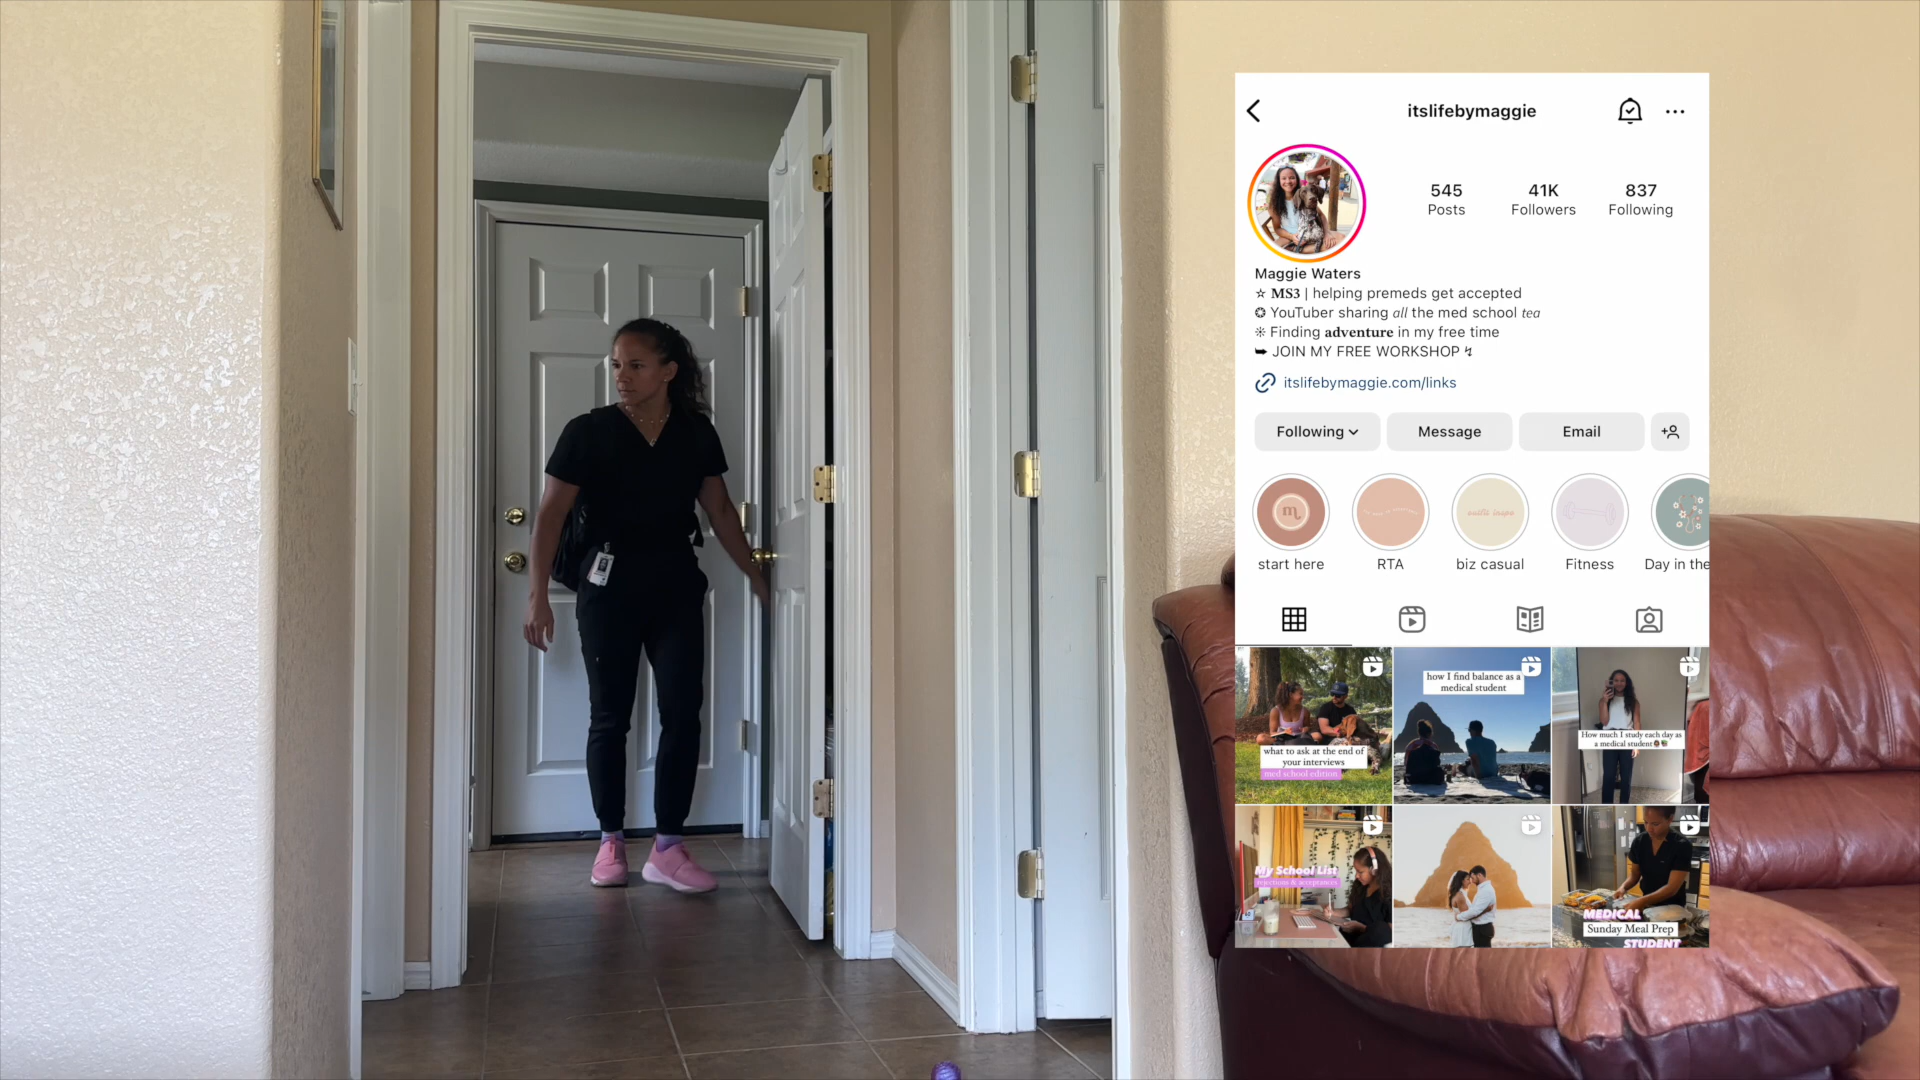 itslifebymaggie
545
41K
837
Posts
Followers
Following
Maggie Waters
☆ MS3 | helping premeds get accepted
✪ YouTuber sharing all the med school tea
☼ Finding adventure in my free time
➥ JOIN MY FREE WORKSHOP ↯
itslifebymaggie.com/links
Following
Message
Email
m
start here
RTA
biz casual
Fitness
Day in the
what to ask at the end of
your interviews
med school edition
how I find balance as a
medical student
How much I study each day as
a medical student
My School List
rejections & acceptances
MEDICAL
Sunday Meal Prep
STUDENT